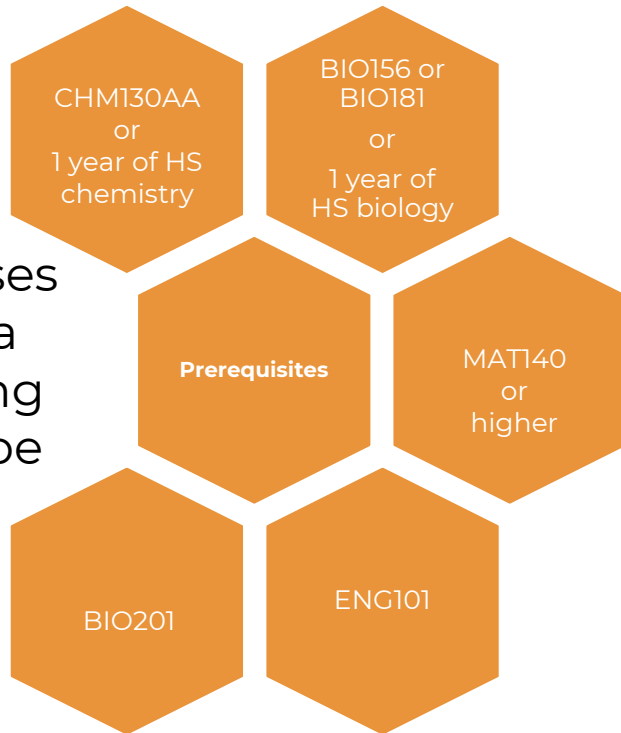 CHM130AA
or
1 year of HS
chemistry
BIO156 or
BIO181
or
1 year of
HS biology
ses
a
ng
be
Prerequisites
MAT140
or
higher
BIO201
ENG101